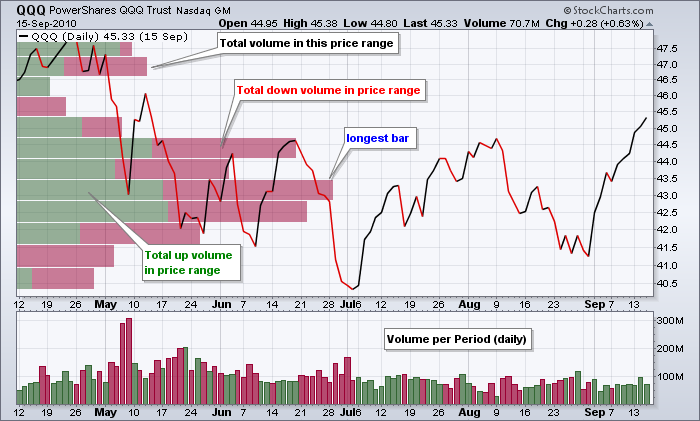 QQQ PowerShares QQQ Trust Nasdaq GM © StockCharts.com
15-Sep-2010 Open 44.95 High 45.38 Low 44.80 Last 45.33 Volume 70.7M Chg +0.28 (+0.63%)
QQQ (Daily) 45.33 (15 Sep)
Total volume in this price range
Total down volume in price range
longest bar
Total up volume
in price range
47.5
47.0
46.5
46.0
45.5
45.0
44.5
44.0
43.5
43.0
42.5
42.0
41.5
41.0
40.5
12 19 26 May 10 17 24 Jun 7 14 21 28 Jul 6 12 19 26 Aug 9 16 23 Sep 7 13
Volume per Period (daily)
300M
200M
100M
12 19 26 May 10 17 24 Jun 7 14 21 28 Jul 6 12 19 26 Aug 9 16 23 Sep 7 13